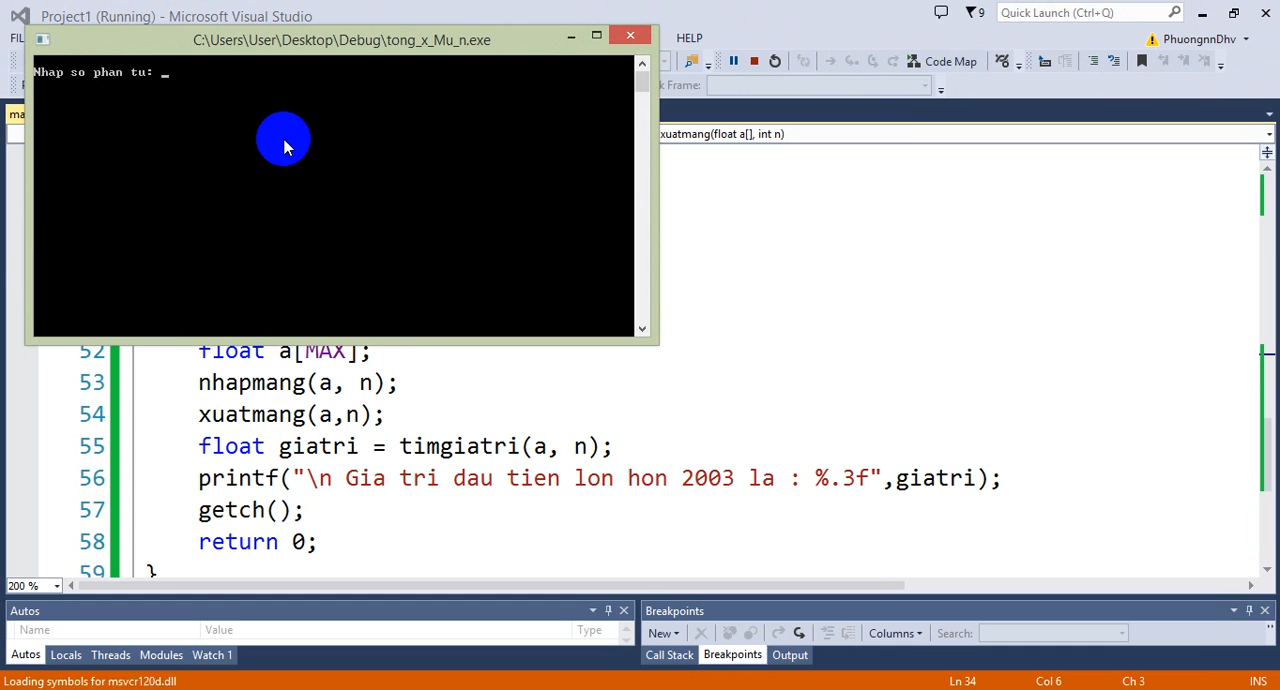 Project1 (Running) - Microsoft Visual Studio
9
Quick Launch (Ctrl+Q)
C:\Users\User\Desktop\Debug\tong_x_Mu_n.exe
HELP
PhuongnnDhv
Nhap so phan tu: _
Code Map
Frame:
xuatmang(float a[], int n)
52 float a[MAX];
53 nhapmang(a, n);
54 xuatmang(a,n);
55 float giatri = timgiatri(a, n);
56 printf("\n Gia tri dau tien lon hon 2003 la : %.3f",giatri);
57 getch();
58 return 0;
59 }
200 %
Autos
Name Value Type
Autos Locals Threads Modules Watch 1
Breakpoints
New Columns Search:
Call Stack Breakpoints Output
Loading symbols for msvcr120d.dll Ln 34 Col 6 Ch 3 INS